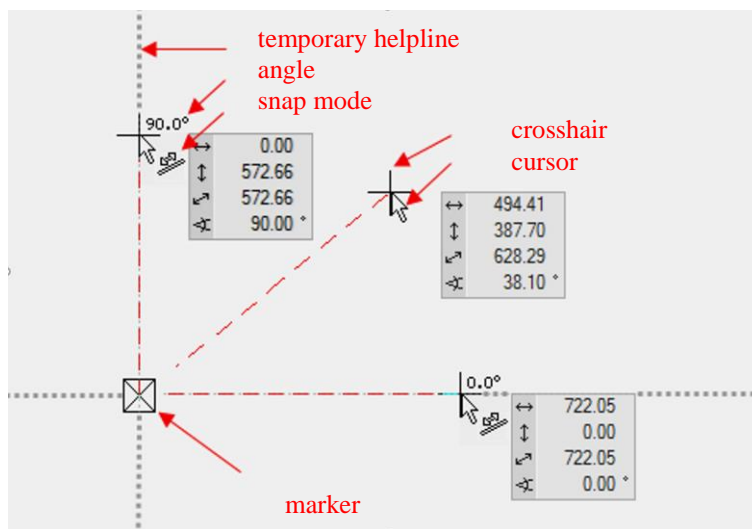 temporary helpline
angle
snap mode
90.0°
0.00
572.66
572.66
90.00 °
crosshair
cursor
494.41
387.70
628.29
38.10 °
0.0°
722.05
0.00
722.05
0.00 °
marker